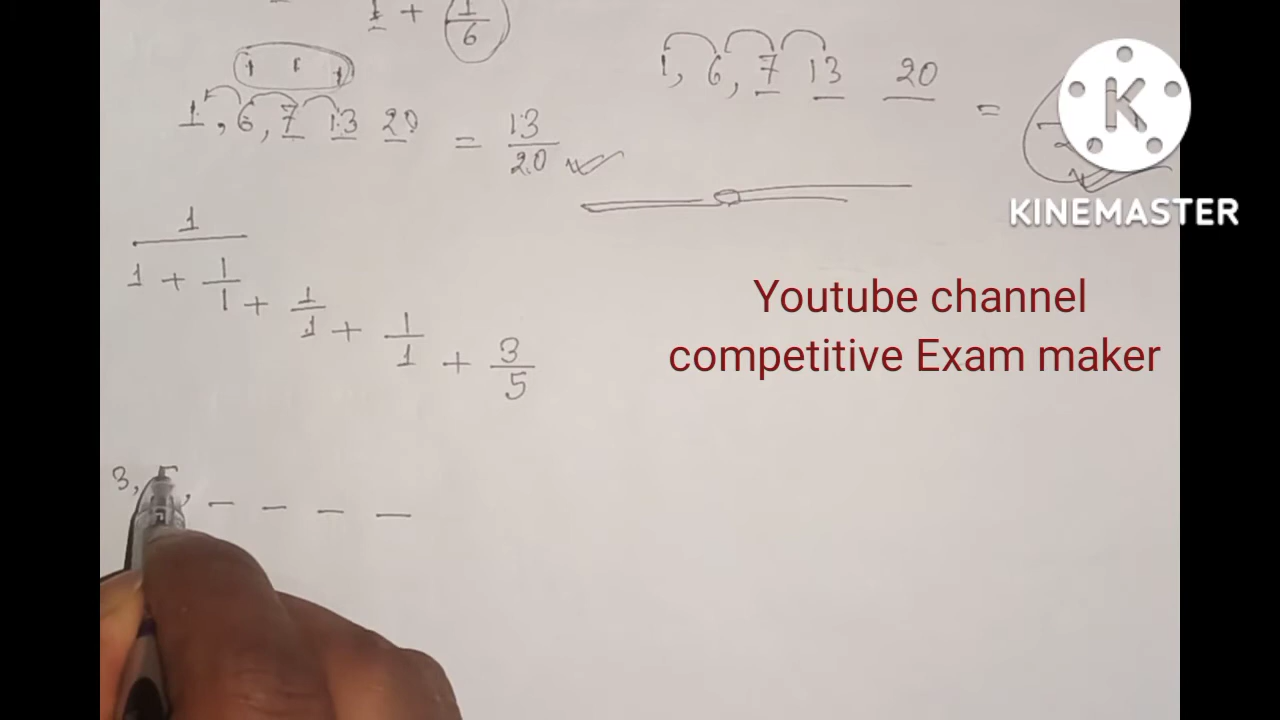 1 + 1/6
1, 6, 7 13 20 = 13/20
1, 6, 7 13 20 =
KINEMASTER
1
1 + 1/1 + 1/1 + 1/1 + 3/5
Youtube channel
competitive Exam maker
3, 5, _ _ _ _